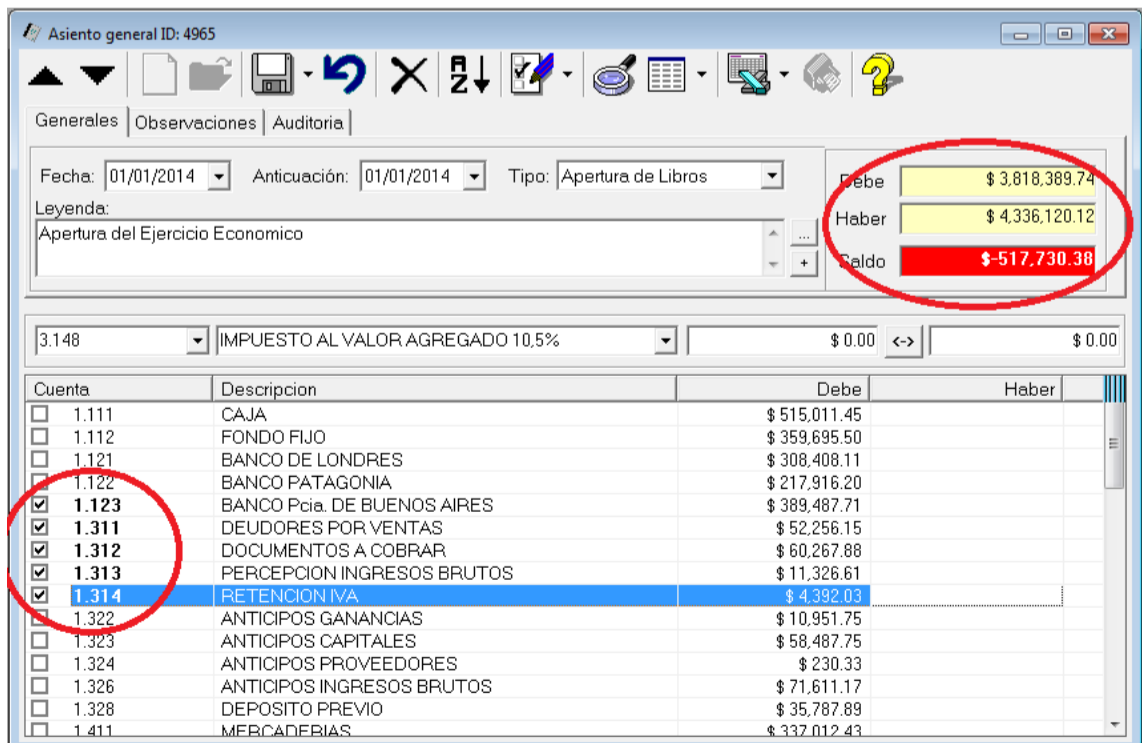 Asiento general ID: 4965
Generales Observaciones Auditoria
Fecha: 01/01/2014 Anticuación: 01/01/2014 Tipo: Apertura de Libros
Debe $ 3,818,389.74
Leyenda:
Haber $ 4,336,120.12
Apertura del Ejercicio Economico
...
Saldo $-517,730.38
+
3.148 IMPUESTO AL VALOR AGREGADO 10,5% $ 0.00 <-> $ 0.00
Cuenta Descripcion Debe Haber
1.111 CAJA $ 515,011.45
1.112 FONDO FIJO $ 359,695.50
1.121 BANCO DE LONDRES $ 308,408.11
1.122 BANCO PATAGONIA $ 217,916.20
1.123 BANCO Pcia. DE BUENOS AIRES $ 389,487.71
1.311 DEUDORES POR VENTAS $ 52,256.15
1.312 DOCUMENTOS A COBRAR $ 60,267.88
1.313 PERCEPCION INGRESOS BRUTOS $ 11,326.61
1.314 RETENCION IVA $ 4,392.03
1.322 ANTICIPOS GANANCIAS $ 10,951.75
1.323 ANTICIPOS CAPITALES $ 58,487.75
1.324 ANTICIPOS PROVEEDORES $ 230.33
1.326 ANTICIPOS INGRESOS BRUTOS $ 71,611.17
1.328 DEPOSITO PREVIO $ 35,787.89
1.411 MERCADERIAS $ 337,012.43